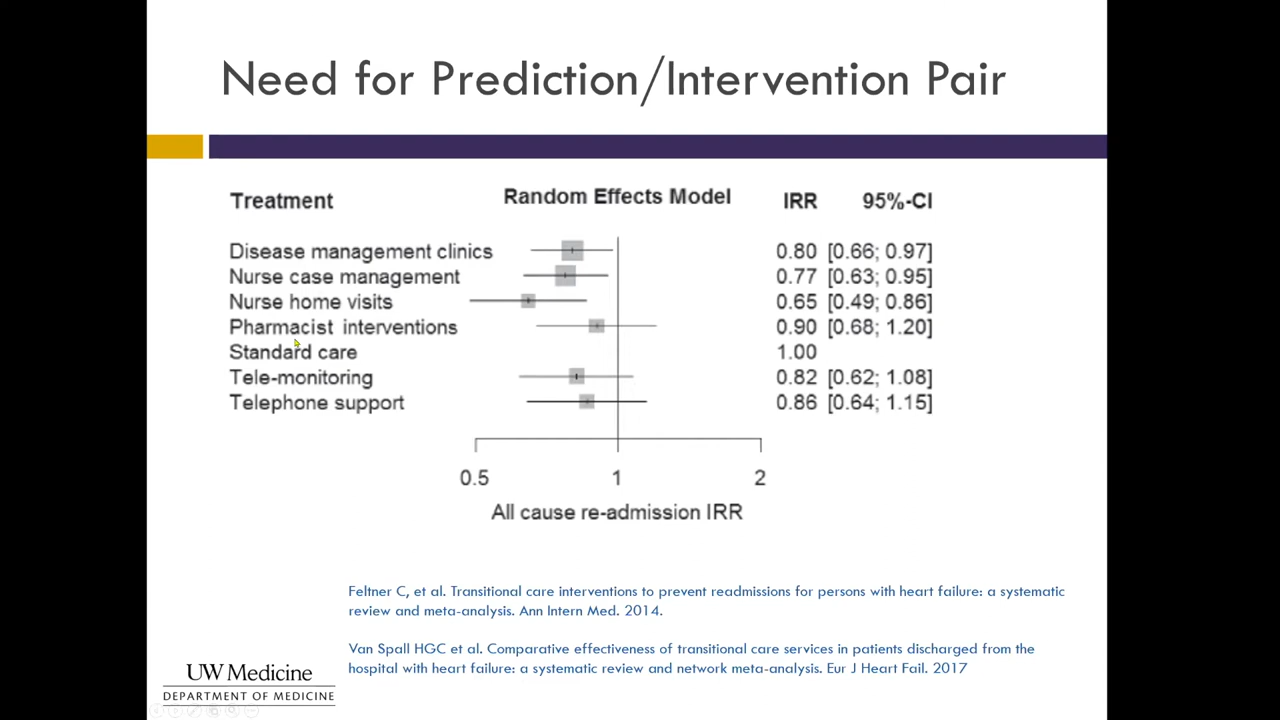 Need for Prediction/Intervention Pair
Treatment Random Effects Model IRR 95%-CI
Disease management clinics 0.80 [0.66; 0.97]
Nurse case management 0.77 [0.63; 0.95]
Nurse home visits 0.65 [0.49; 0.86]
Pharmacist interventions 0.90 [0.68; 1.20]
Standard care 1.00
Tele-monitoring 0.82 [0.62; 1.08]
Telephone support 0.86 [0.64; 1.15]
0.5 1 2
All cause re-admission IRR
Feltner C, et al. Transitional care interventions to prevent readmissions for persons with heart failure: a systematic
review and meta-analysis. Ann Intern Med. 2014.
Van Spall HGC et al. Comparative effectiveness of transitional care services in patients discharged from the
hospital with heart failure: a systematic review and network meta-analysis. Eur J Heart Fail. 2017
UW Medicine
DEPARTMENT OF MEDICINE